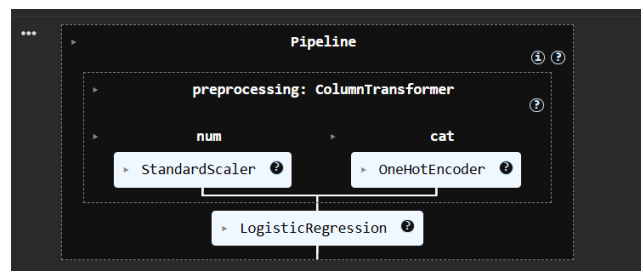 Pipeline
preprocessing: ColumnTransformer
num cat
StandardScaler ? OneHotEncoder ?
LogisticRegression ?